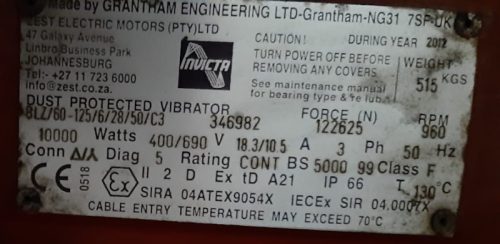 Made by GRANTHAM ENGINEERING LTD-Grantham-NG31 7SP-UK
ZEST ELECTRIC MOTORS (PTY)LTD
47 Galaxy Avenue
Linbro Business Park
JOHANNESBURG
Tel: +27 11 723 6000
info@zest.co.za
INVICTA
CAUTION! DURING YEAR 2012
TURN POWER OFF BEFORE
REMOVING ANY COVERS
WEIGHT
515 KGS
See maintenance manual
for bearing type & re lub
DUST PROTECTED VIBRATOR FORCE (N) RPM
BLZ/60-125/6/28/50/C3 346982 122625 960
10000 Watts 400/690 V 18.3/10.5 A 3 Ph 50 Hz
Conn Δ/⅄ Diag 5 Rating CONT BS 5000 99 Class F
CE 0518 Ex II 2 D Ex tD A21 IP 66 T 130°C
SIRA 04ATEX9054X IECEx SIR 04.0007X
CABLE ENTRY TEMPERATURE MAY EXCEED 70°C